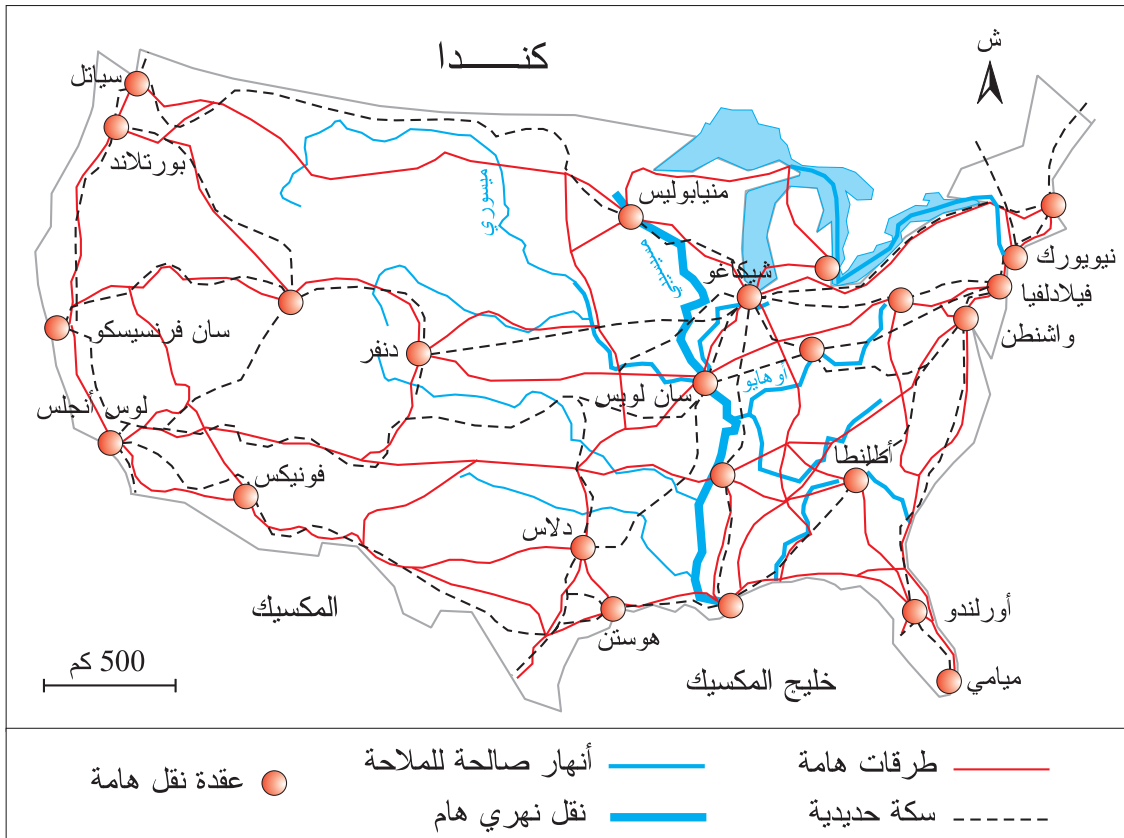 كنــــدا
ش
سياتل
بورتلاند
ميسوري
منيابوليس
ميسيسيبي
شيكاغو
نيويورك
فيلادلفيا
واشنطن
سان فرنسيسكو
دنفر
أوهايو
سان لويس
لوس أنجلس
فونيكس
أطلنطا
دلاس
المكسيك
هوستن
أورلندو
ميامي
خليج المكسيك
500 كم
طرقات هامة
أنهار صالحة للملاحة
عقدة نقل هامة
سكة حديدية
نقل نهري هام